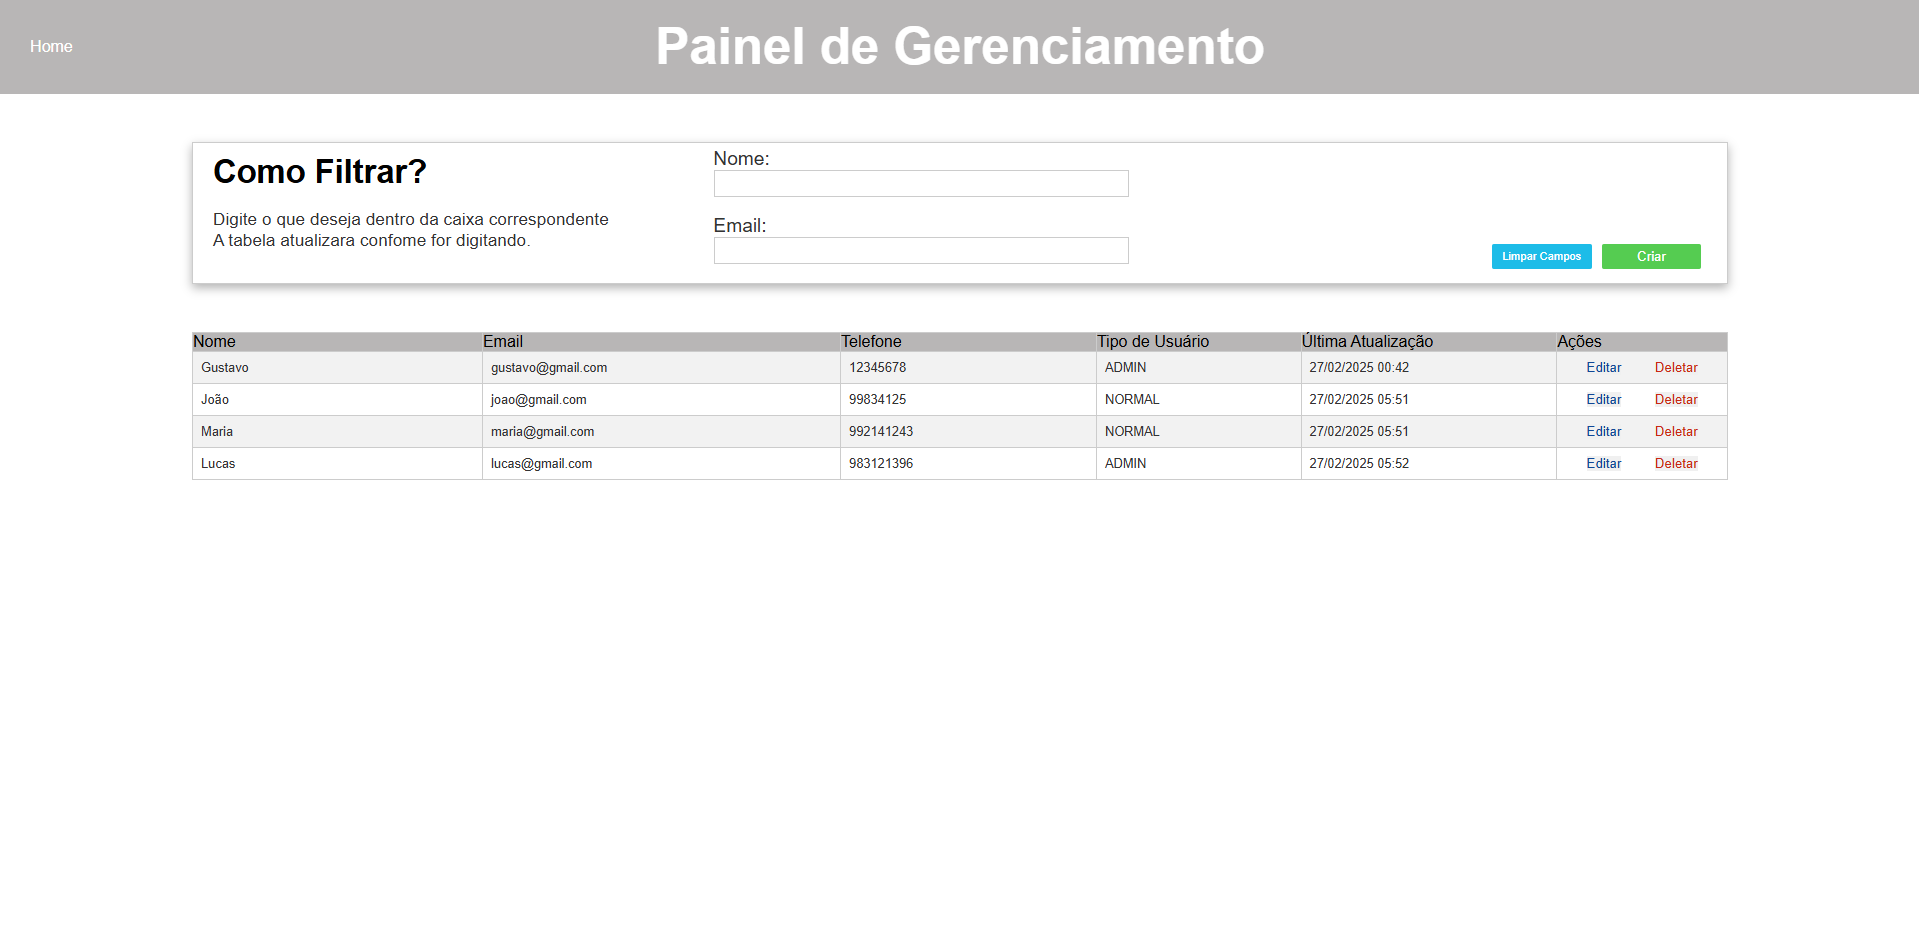 Home
Painel de Gerenciamento
Como Filtrar?
Digite o que deseja dentro da caixa correspondente
A tabela atualizara confome for digitando.
Nome:
Email:
Limpar Campos Criar
Nome Email Telefone Tipo de Usuário Última Atualização Ações
Gustavo gustavo@gmail.com 12345678 ADMIN 27/02/2025 00:42 Editar Deletar
João joao@gmail.com 99834125 NORMAL 27/02/2025 05:51 Editar Deletar
Maria maria@gmail.com 992141243 NORMAL 27/02/2025 05:51 Editar Deletar
Lucas lucas@gmail.com 983121396 ADMIN 27/02/2025 05:52 Editar Deletar